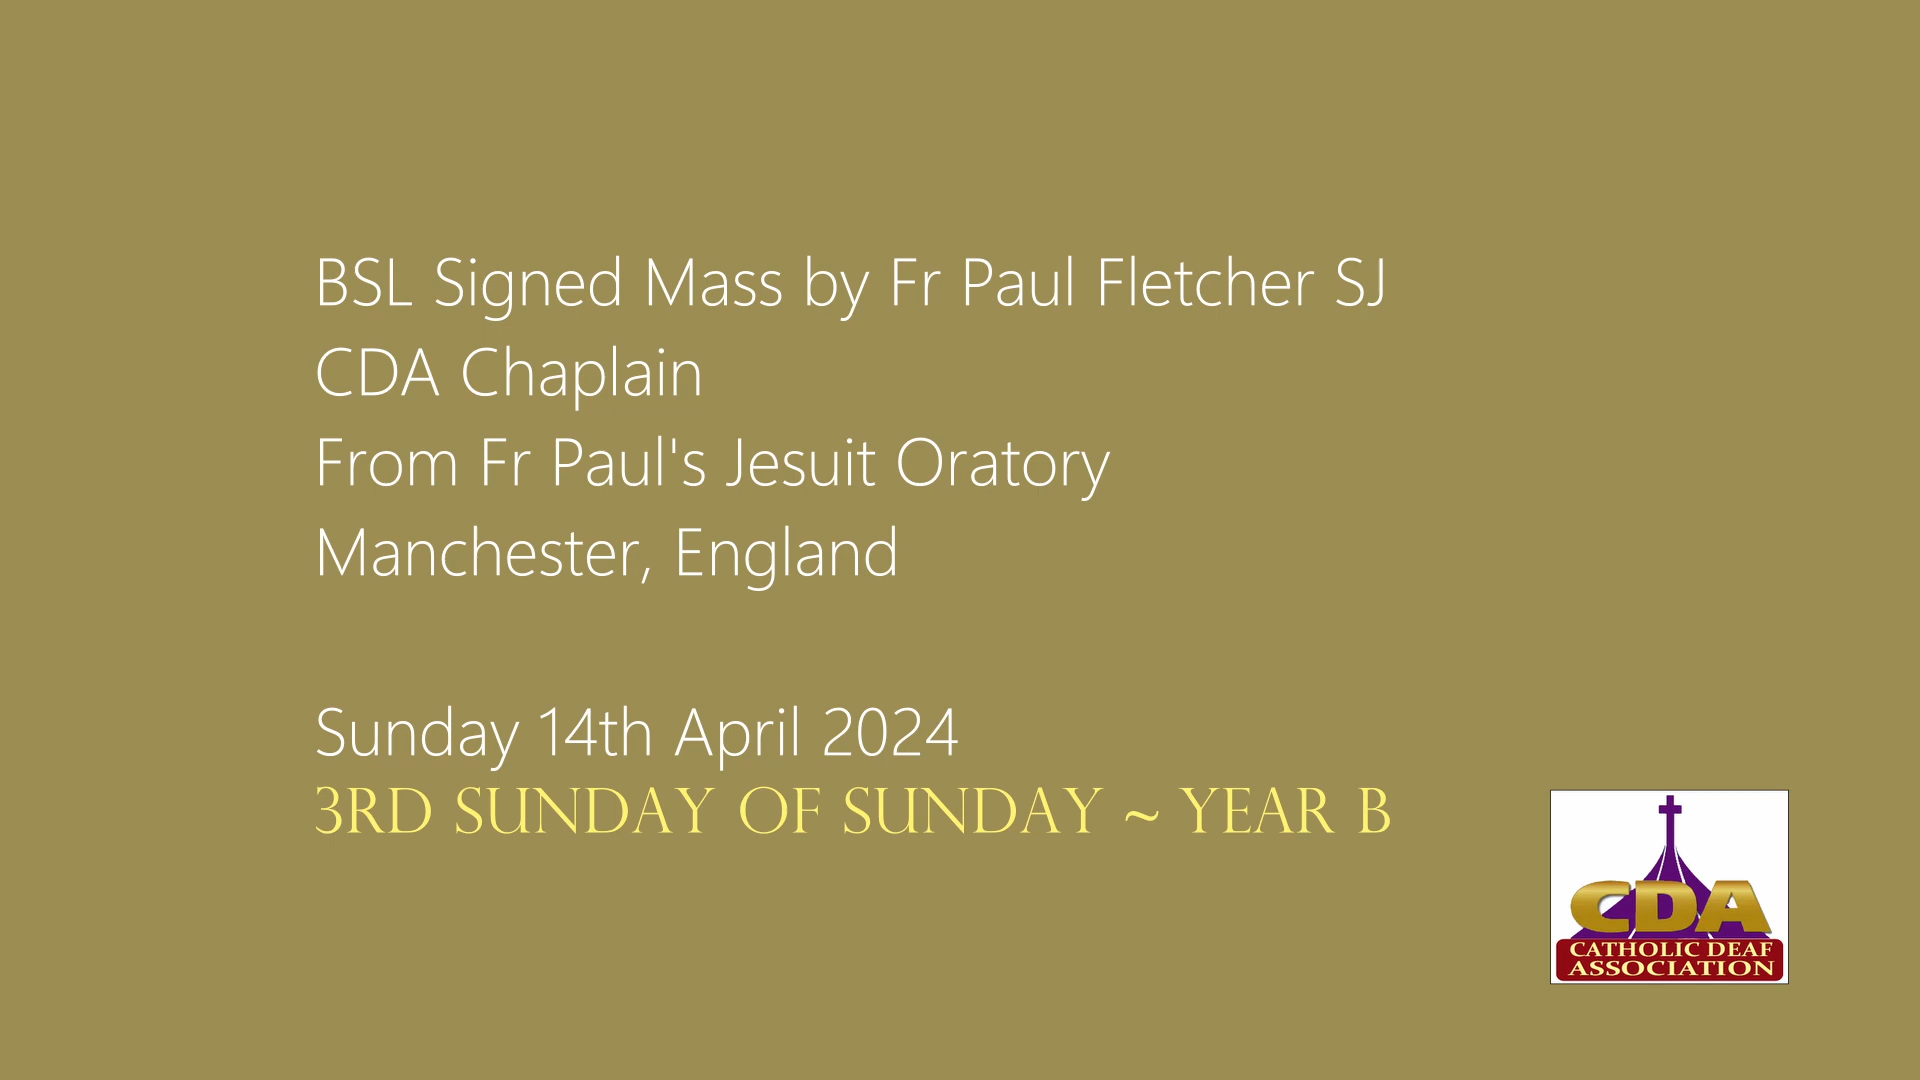 BSL Signed Mass by Fr Paul Fletcher SJ
CDA Chaplain
From Fr Paul's Jesuit Oratory
Manchester, England
Sunday 14th April 2024
3RD SUNDAY OF SUNDAY ~ YEAR B
CDA
CATHOLIC DEAF
ASSOCIATION